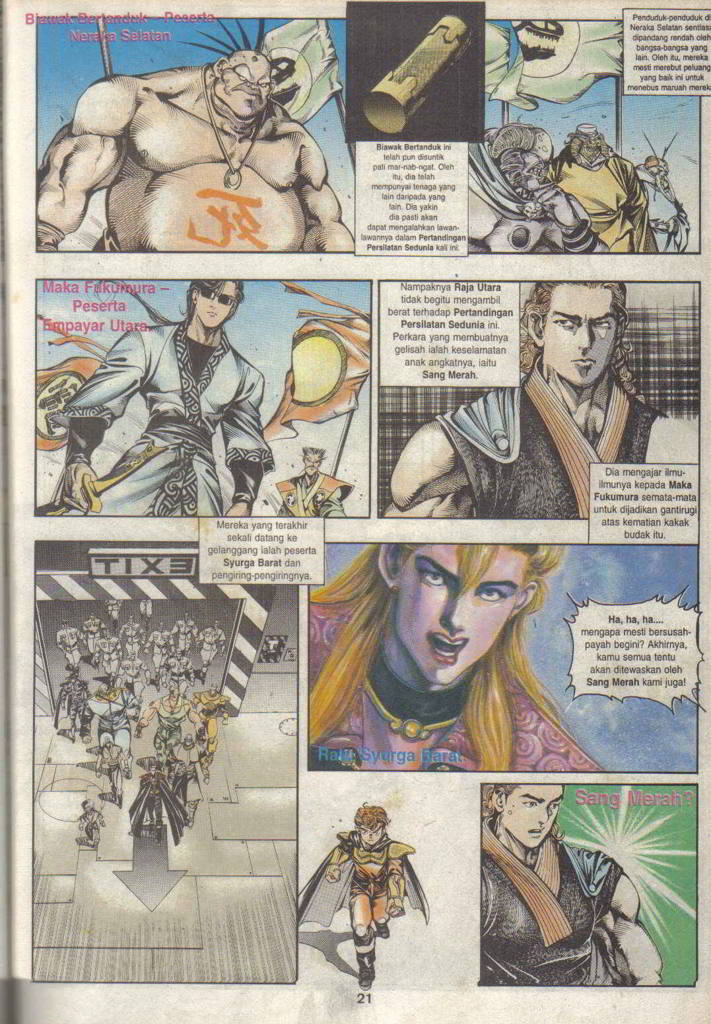 Biawak Bertanduk – Peserta
Neraka Selatan
Penduduk-penduduk di
Neraka Selatan sentiasa
dipandang rendah oleh
bangsa-bangsa yang
lain. Oleh itu, mereka
mesti merebut peluang
yang baik ini untuk
menebus maruah mereka
Biawak Bertanduk ini
telah pun disuntik
pati mar-nab-ngat. Oleh
itu, dia telah
mempunyai tenaga yang
lain daripada yang
lain. Dia yakin
dia pasti akan
dapat mengalahkan lawan-
lawannya dalam Pertandingan
Persilatan Sedunia kali ini.
死
Maka Fukumura –
Peserta
Empayar Utara
Nampaknya Raja Utara
tidak begitu mengambil
berat terhadap Pertandingan
Persilatan Sedunia ini.
Perkara yang membuatnya
gelisah ialah keselamatan
anak angkatnya, iaitu
Sang Merah.
Dia mengajar ilmu-
ilmunya kepada Maka
Fukumura semata-mata
untuk dijadikan gantirugi
atas kematian kakak
budak itu.
Mereka yang terakhir
sekali datang ke
gelanggang ialah peserta
Syurga Barat dan
pengiring-pengiringnya.
TIX3
Ha, ha, ha....
mengapa mesti bersusah-
payah begini? Akhirnya,
kamu semua tentu
akan ditewaskan oleh
Sang Merah kami juga!
Raja Syurga Barat
Sang Merah?
21